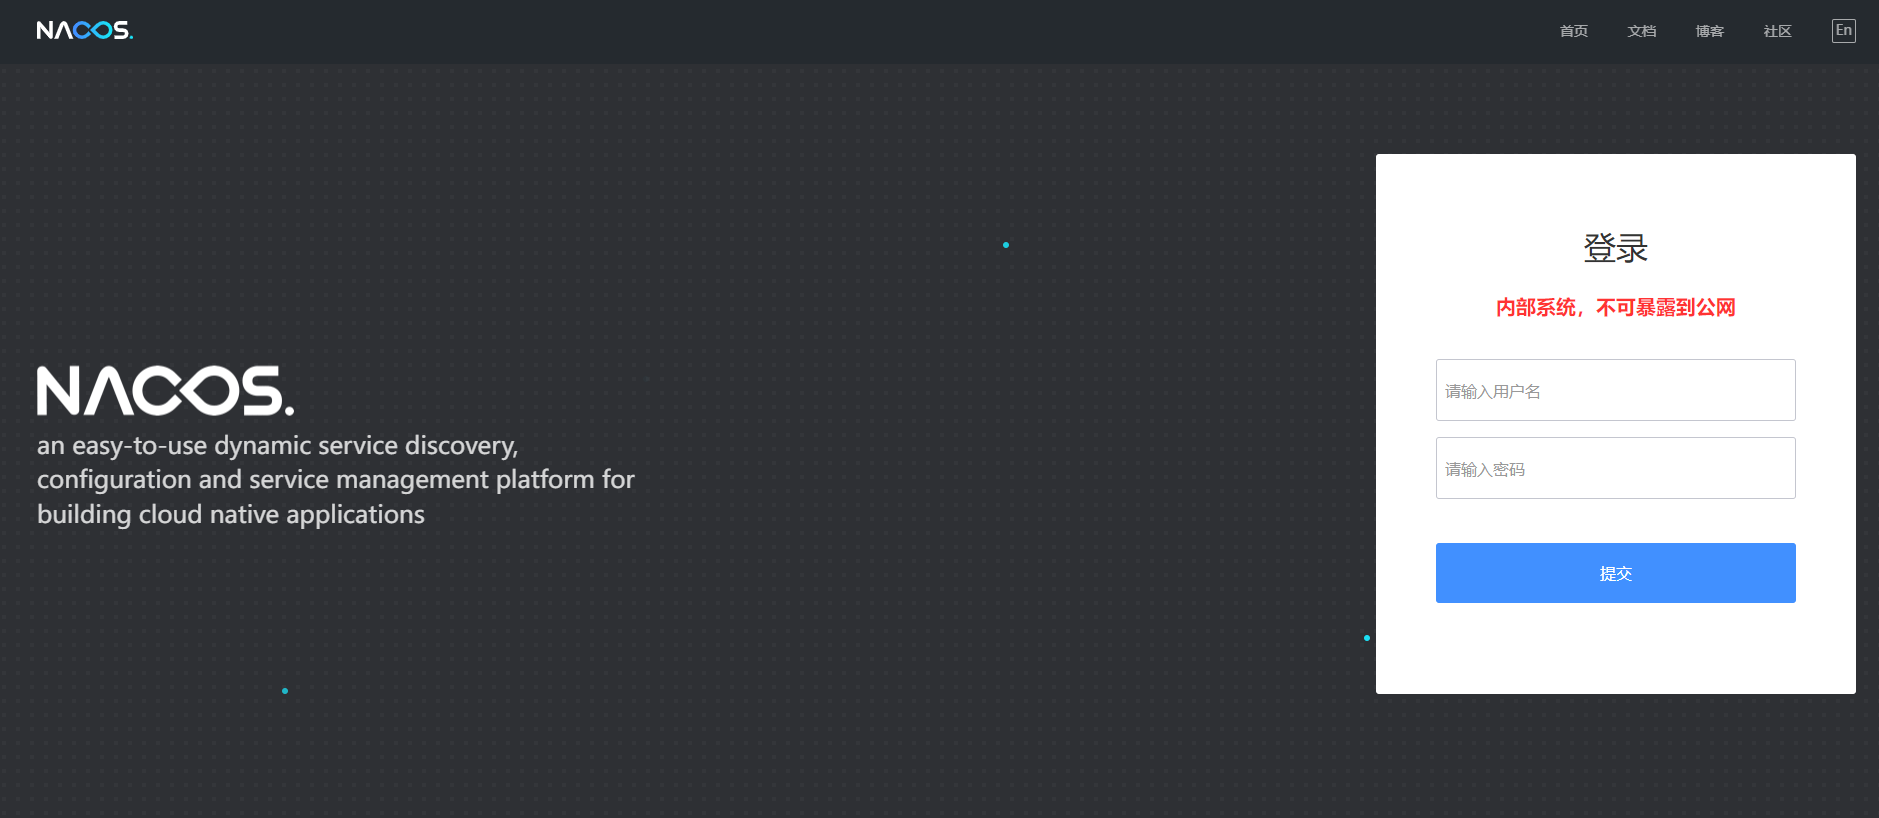 NACOS.
首页 文档 博客 社区 En
登录
内部系统，不可暴露到公网
请输入用户名
请输入密码
提交
NACOS.
an easy-to-use dynamic service discovery,
configuration and service management platform for
building cloud native applications